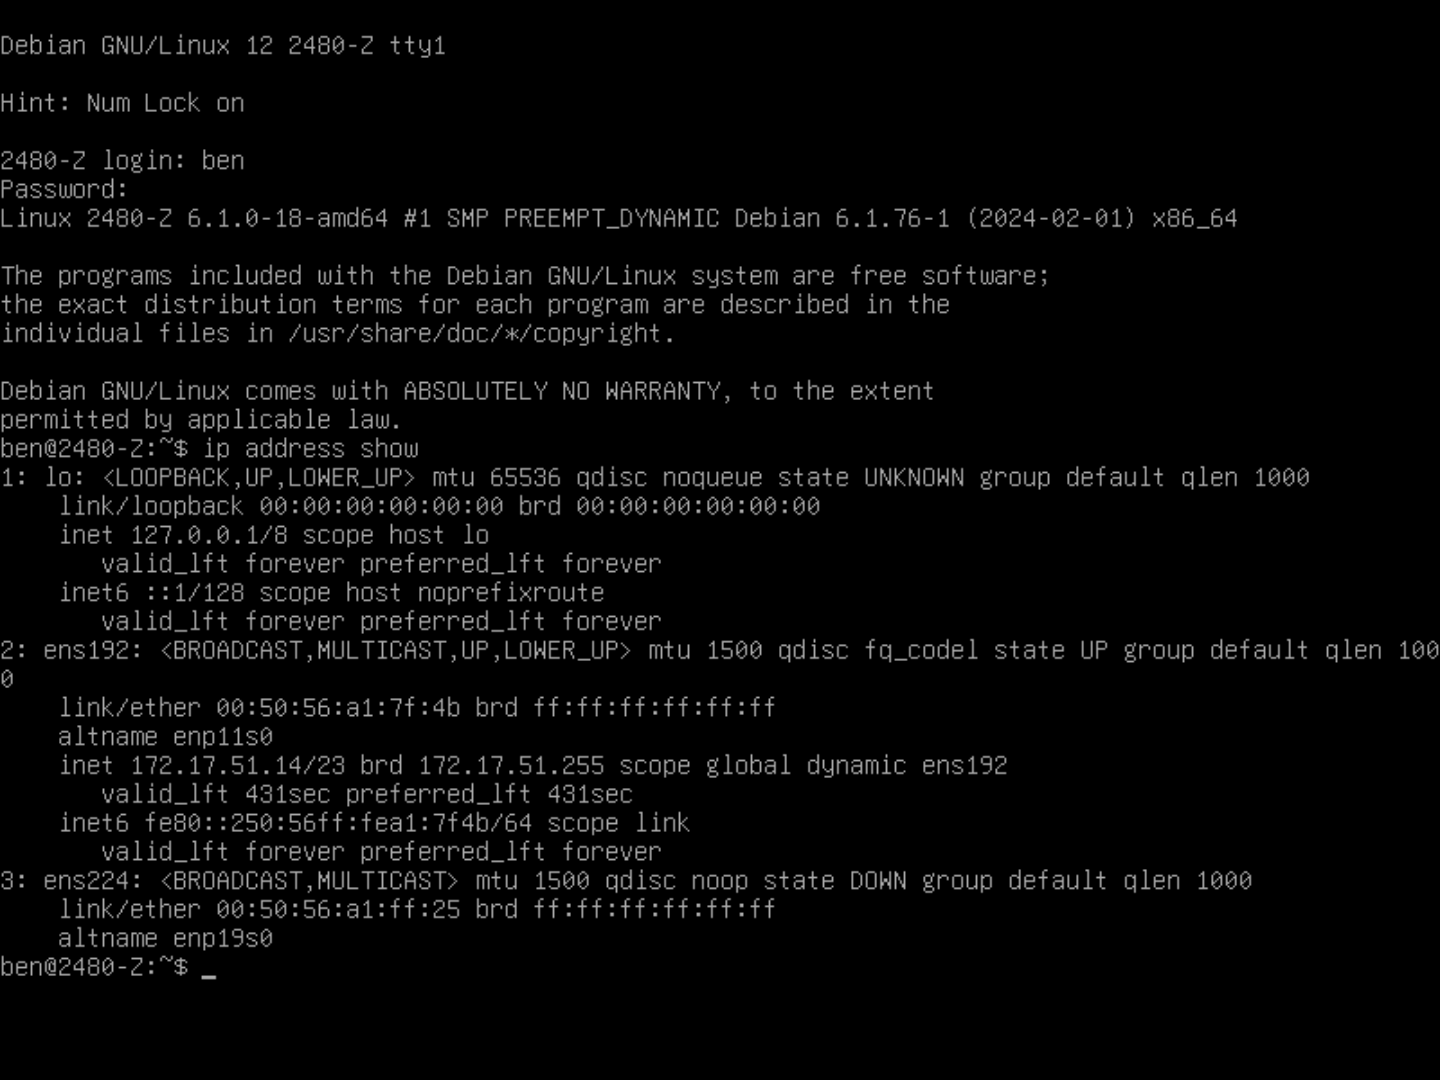 Debian GNU/Linux 12 2480-Z tty1
Hint: Num Lock on
2480-Z login: ben
Password:
Linux 2480-Z 6.1.0-18-amd64 #1 SMP PREEMPT_DYNAMIC Debian 6.1.76-1 (2024-02-01) x86_64
The programs included with the Debian GNU/Linux system are free software;
the exact distribution terms for each program are described in the
individual files in /usr/share/doc/*/copyright.
Debian GNU/Linux comes with ABSOLUTELY NO WARRANTY, to the extent
permitted by applicable law.
ben@2480-Z:~$ ip address show
1: lo: <LOOPBACK,UP,LOWER_UP> mtu 65536 qdisc noqueue state UNKNOWN group default qlen 1000
    link/loopback 00:00:00:00:00:00 brd 00:00:00:00:00:00
    inet 127.0.0.1/8 scope host lo
       valid_lft forever preferred_lft forever
    inet6 ::1/128 scope host noprefixroute
       valid_lft forever preferred_lft forever
2: ens192: <BROADCAST,MULTICAST,UP,LOWER_UP> mtu 1500 qdisc fq_codel state UP group default qlen 100
0
    link/ether 00:50:56:a1:7f:4b brd ff:ff:ff:ff:ff:ff
    altname enp11s0
    inet 172.17.51.14/23 brd 172.17.51.255 scope global dynamic ens192
       valid_lft 431sec preferred_lft 431sec
    inet6 fe80::250:56ff:fea1:7f4b/64 scope link
       valid_lft forever preferred_lft forever
3: ens224: <BROADCAST,MULTICAST> mtu 1500 qdisc noop state DOWN group default qlen 1000
    link/ether 00:50:56:a1:ff:25 brd ff:ff:ff:ff:ff:ff
    altname enp19s0
ben@2480-Z:~$ _